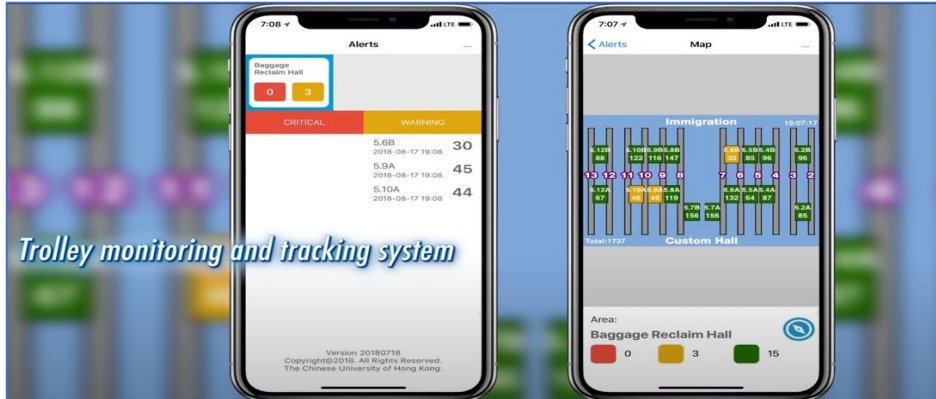 7:08
LTE
Alerts
...
Baggage
Reclaim Hall
0 3
CRITICAL WARNING
5.6B 30
2018-08-17 19:08
5.9A 45
2018-08-17 19:08
5.10A 44
2018-08-17 19:08
Version 20180718
Copyright©2018. All Rights Reserved.
The Chinese University of Hong Kong.
Trolley monitoring and tracking system
7:07
LTE
Alerts Map ...
Immigration 19:07:17
5.12B 5.10B 5.9B 5.8B 5.6B 5.5B 5.4B 5.2B
88 122 116 147 30 85 96 96
13 12 11 10 9 8 7 6 5 4 3 2
5.12A 5.10A 5.9A 5.8A 5.6A 5.5A 5.4A
67 46 45 119 132 64 87
5.7B 5.7A 5.2A
156 156 85
Total:1737 Custom Hall
Area:
Baggage Reclaim Hall
0 3 15